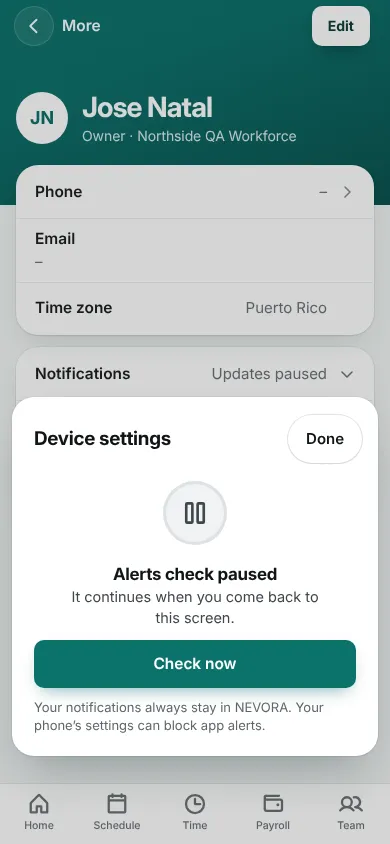 More
Edit
JN
Jose Natal
Owner · Northside QA Workforce
Phone –
Email
–
Time zone Puerto Rico
Notifications Updates paused
Device settings
Done
Alerts check paused
It continues when you come back to
this screen.
Check now
Your notifications always stay in NEVORA. Your
phone’s settings can block app alerts.
Home Schedule Time Payroll Team